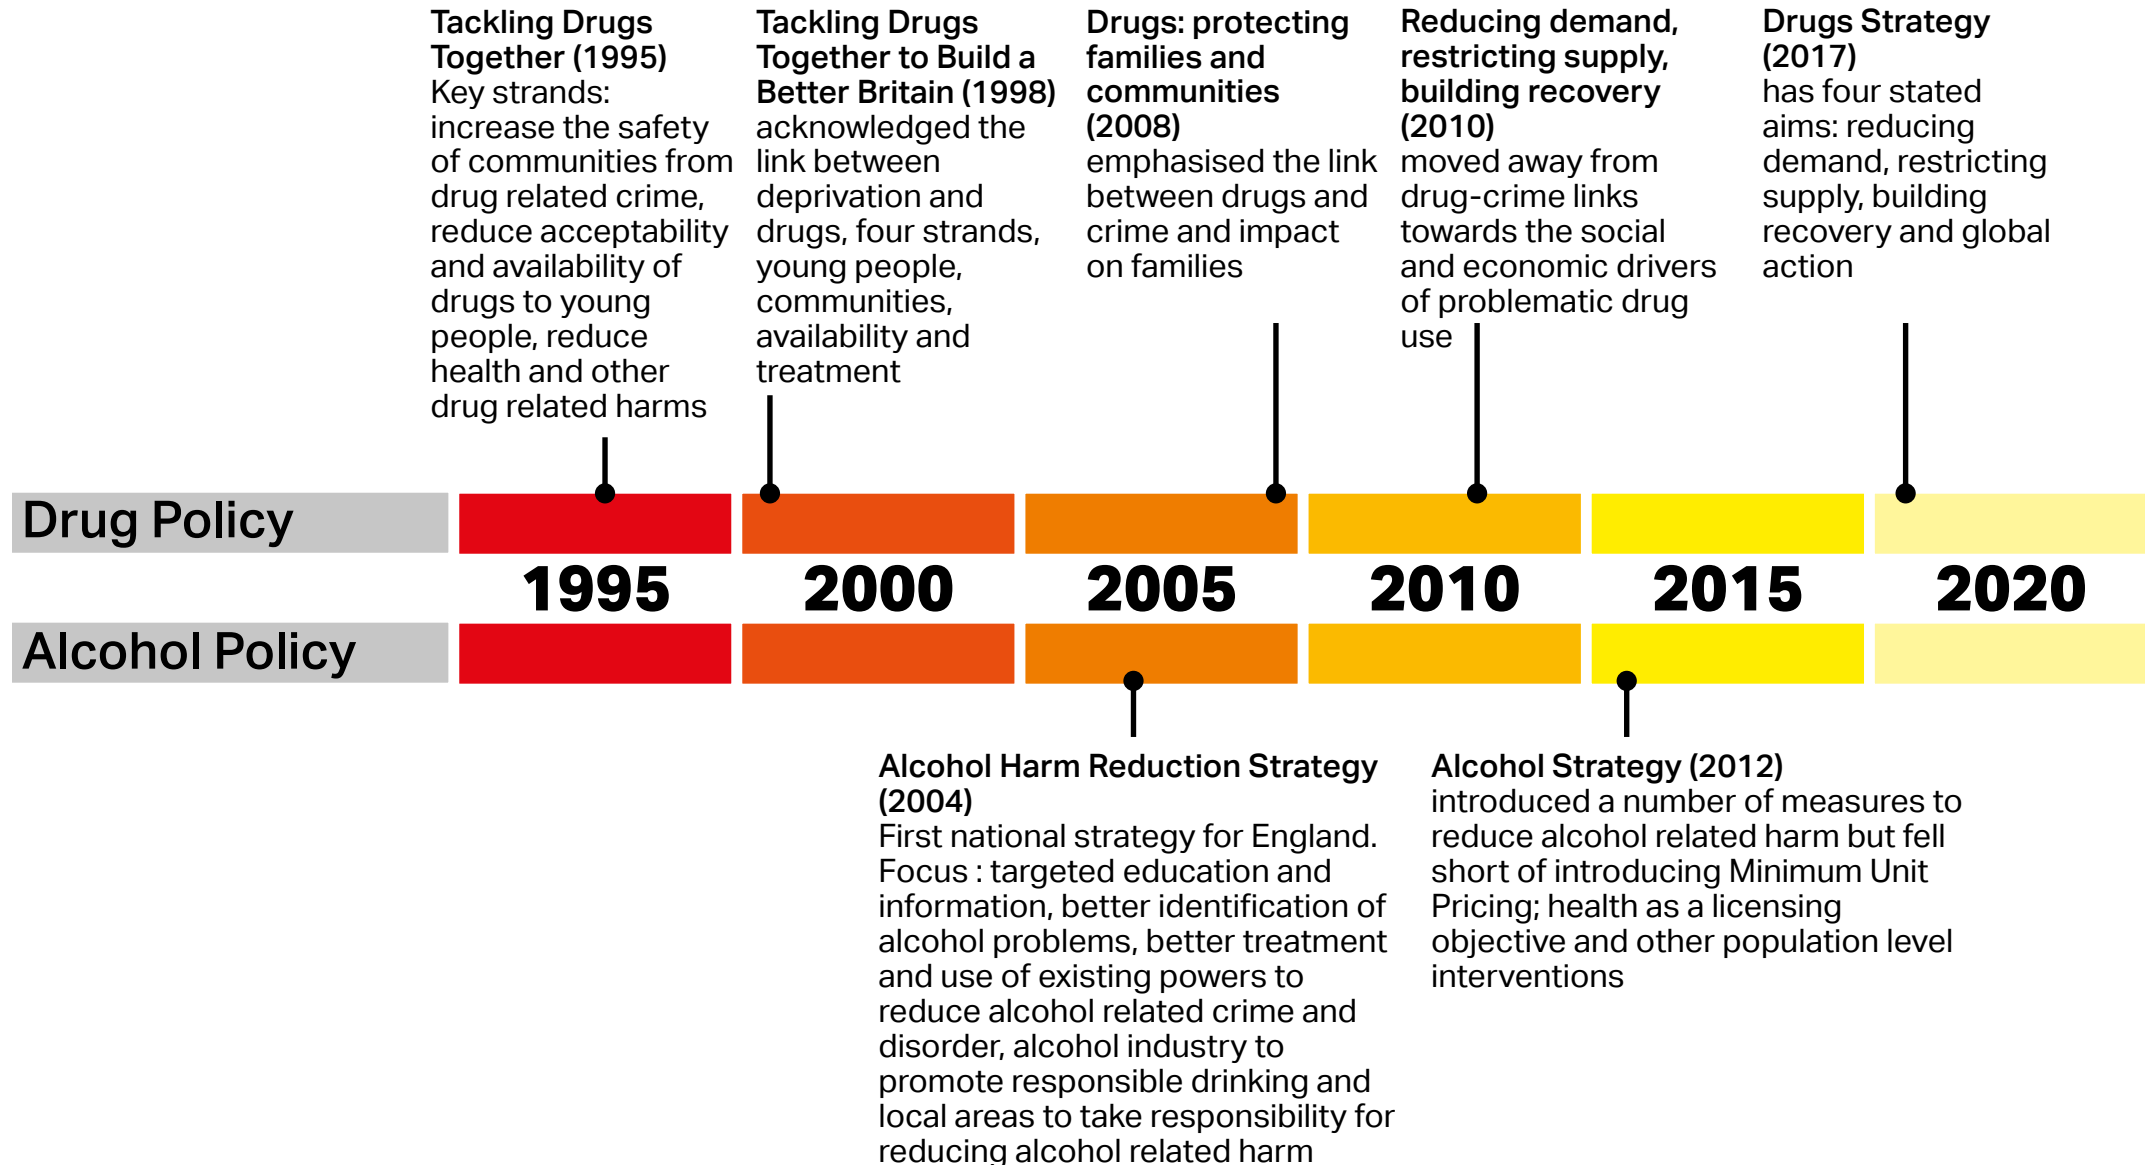 Tackling Drugs
Together (1995)
Key strands:
increase the safety
of communities from
drug related crime,
reduce acceptability
and availability of
drugs to young
people, reduce
health and other
drug related harms
Tackling Drugs
Together to Build a
Better Britain (1998)
acknowledged the
link between
deprivation and
drugs, four strands,
young people,
communities,
availability and
treatment
Drugs: protecting
families and
communities
(2008)
emphasised the link
between drugs and
crime and impact
on families
Reducing demand,
restricting supply,
building recovery
(2010)
moved away from
drug-crime links
towards the social
and economic drivers
of problematic drug
use
Drugs Strategy
(2017)
has four stated
aims: reducing
demand, restricting
supply, building
recovery and global
action
Drug Policy
1995 2000 2005 2010 2015 2020
Alcohol Policy
Alcohol Harm Reduction Strategy
(2004)
First national strategy for England.
Focus : targeted education and
information, better identification of
alcohol problems, better treatment
and use of existing powers to
reduce alcohol related crime and
disorder, alcohol industry to
promote responsible drinking and
local areas to take responsibility for
reducing alcohol related harm
Alcohol Strategy (2012)
introduced a number of measures to
reduce alcohol related harm but fell
short of introducing Minimum Unit
Pricing; health as a licensing
objective and other population level
interventions